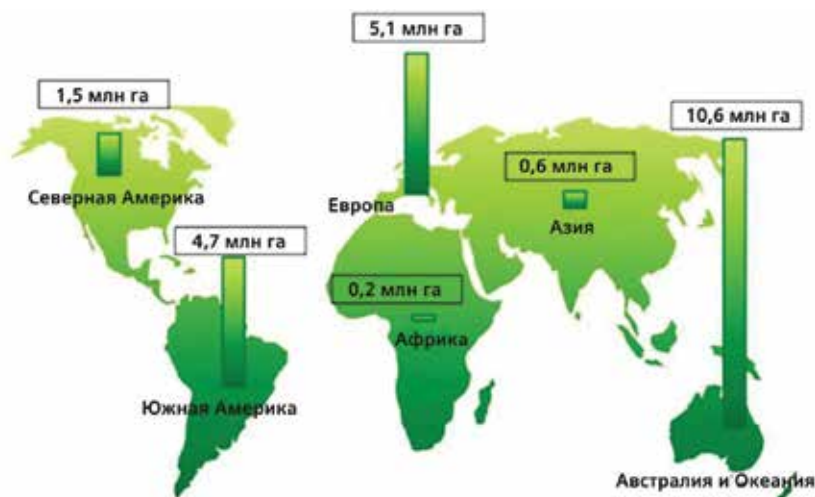 5,1 млн га
1,5 млн га
10,6 млн га
0,6 млн га
Северная Америка
Европа
Азия
4,7 млн га
0,2 млн га
Африка
Южная Америка
Австралия и Океания